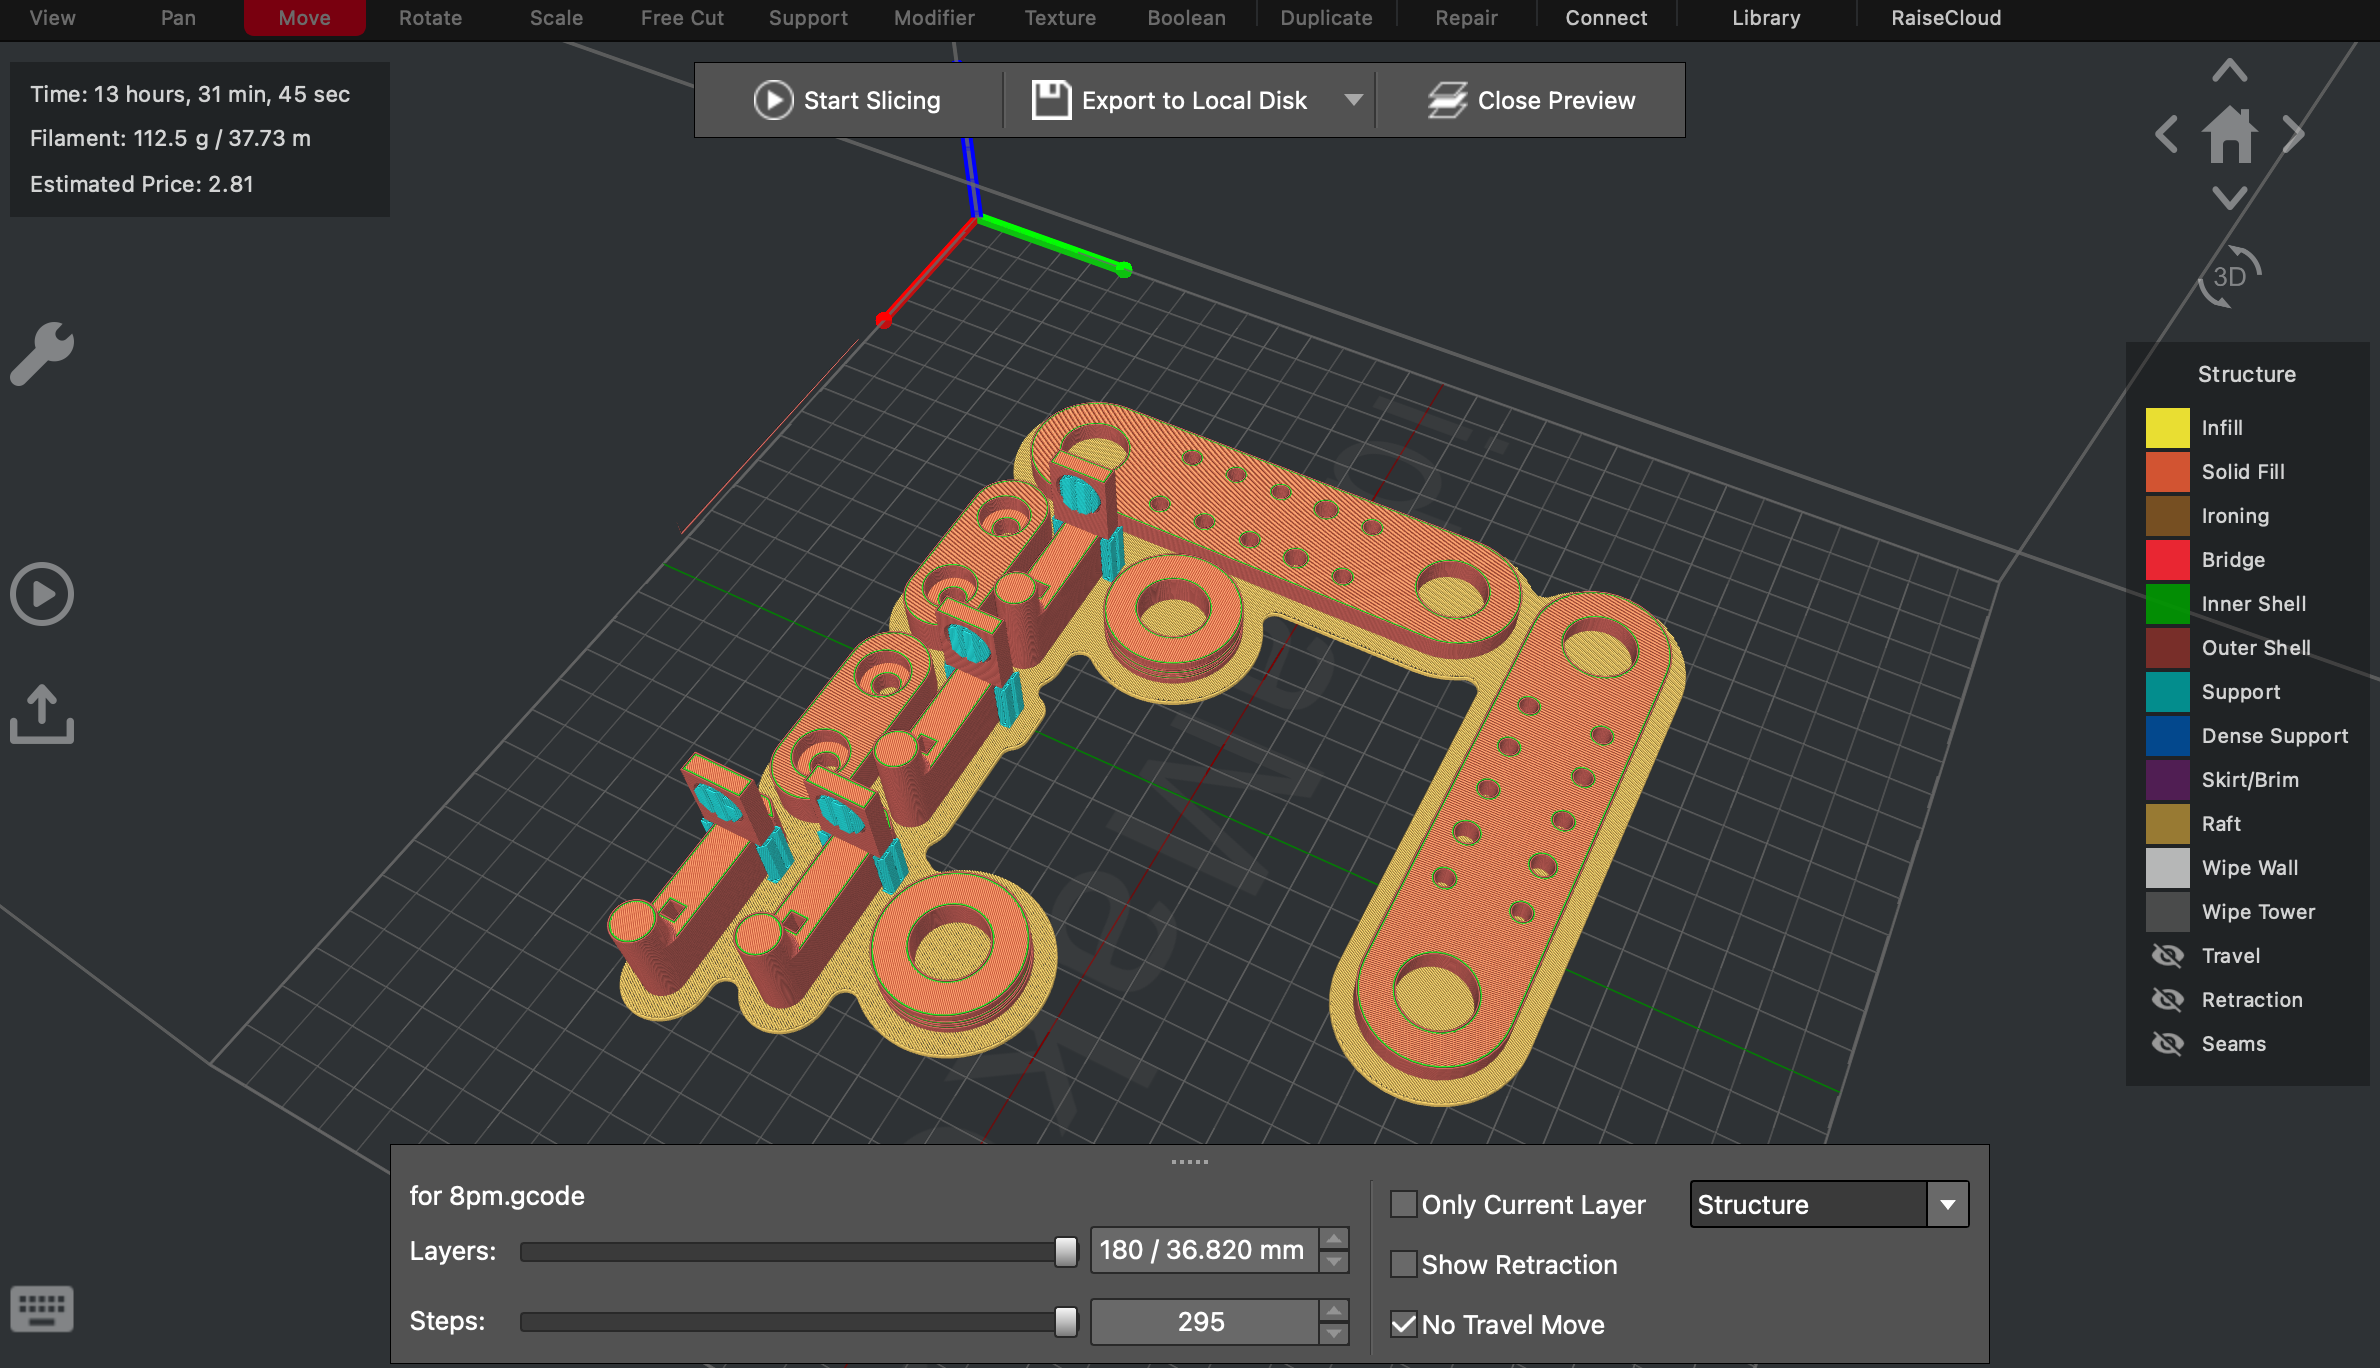 View Pan Move Rotate Scale Free Cut Support Modifier Texture Boolean Duplicate Repair Connect Library RaiseCloud
Time: 13 hours, 31 min, 45 sec
Filament: 112.5 g / 37.73 m
Estimated Price: 2.81
Start Slicing Export to Local Disk Close Preview
3D
Structure
Infill
Solid Fill
Ironing
Bridge
Inner Shell
Outer Shell
Support
Dense Support
Skirt/Brim
Raft
Wipe Wall
Wipe Tower
Travel
Retraction
Seams
for 8pm.gcode
Layers: 180 / 36.820 mm
Steps: 295
Only Current Layer Structure
Show Retraction
No Travel Move